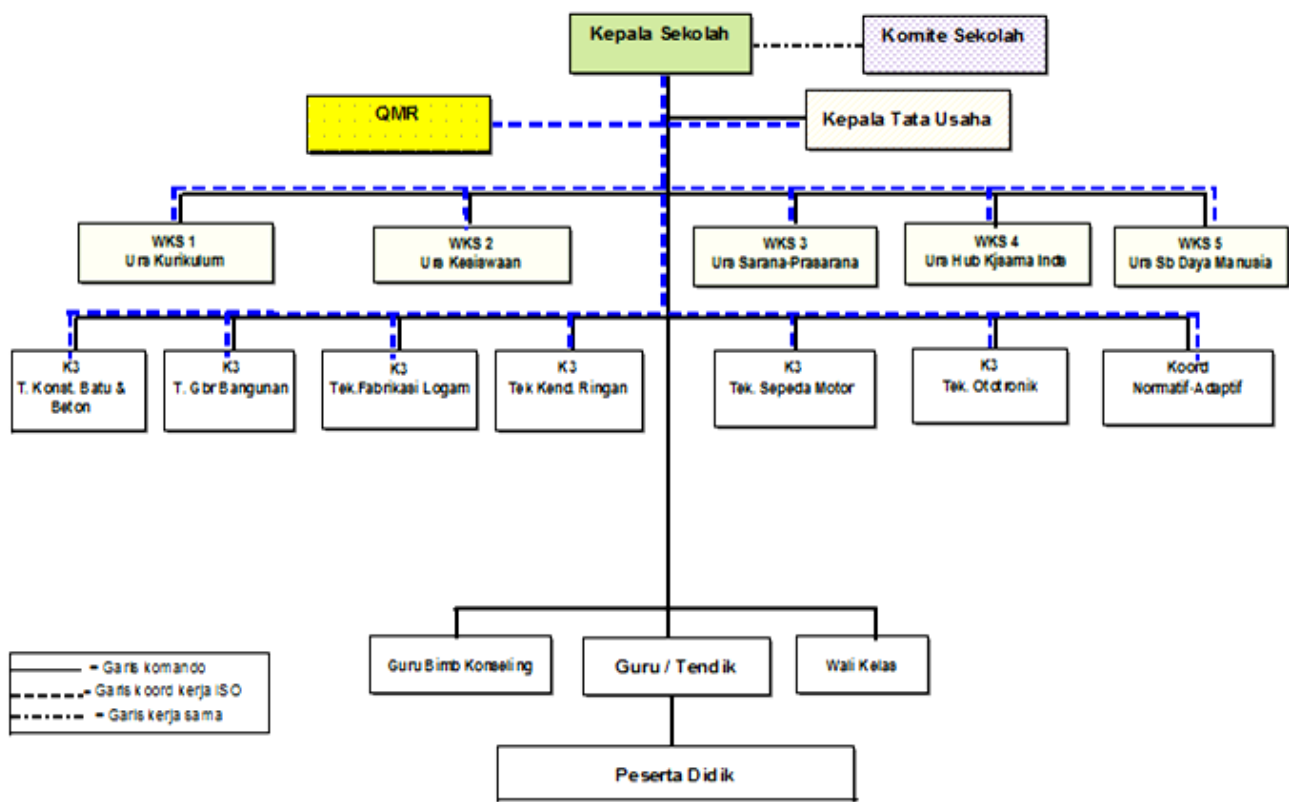 Kepala Sekolah
Komite Sekolah
QMR
Kepala Tata Usaha
WKS 1
Urs Kurikulum
WKS 2
Urs Kesiswaan
WKS 3
Urs Sarana-Prasarana
WKS 4
Urs Hub Kjsama Inds
WKS 5
Urs Sb Daya Manusia
K3
T. Konst. Batu &
Beton
K3
T. Gbr Bangunan
K3
Tek.Fabrikasi Logam
K3
Tek Kend. Ringan
K3
Tek. Sepeda Motor
K3
Tek. Ototronik
Koord
Normatif-Adaptif
Guru Bimb Konseling
Guru / Tendik
Wali Kelas
= Garis komando
= Garis koord kerja ISO
= Garis kerja sama
Peserta Didik